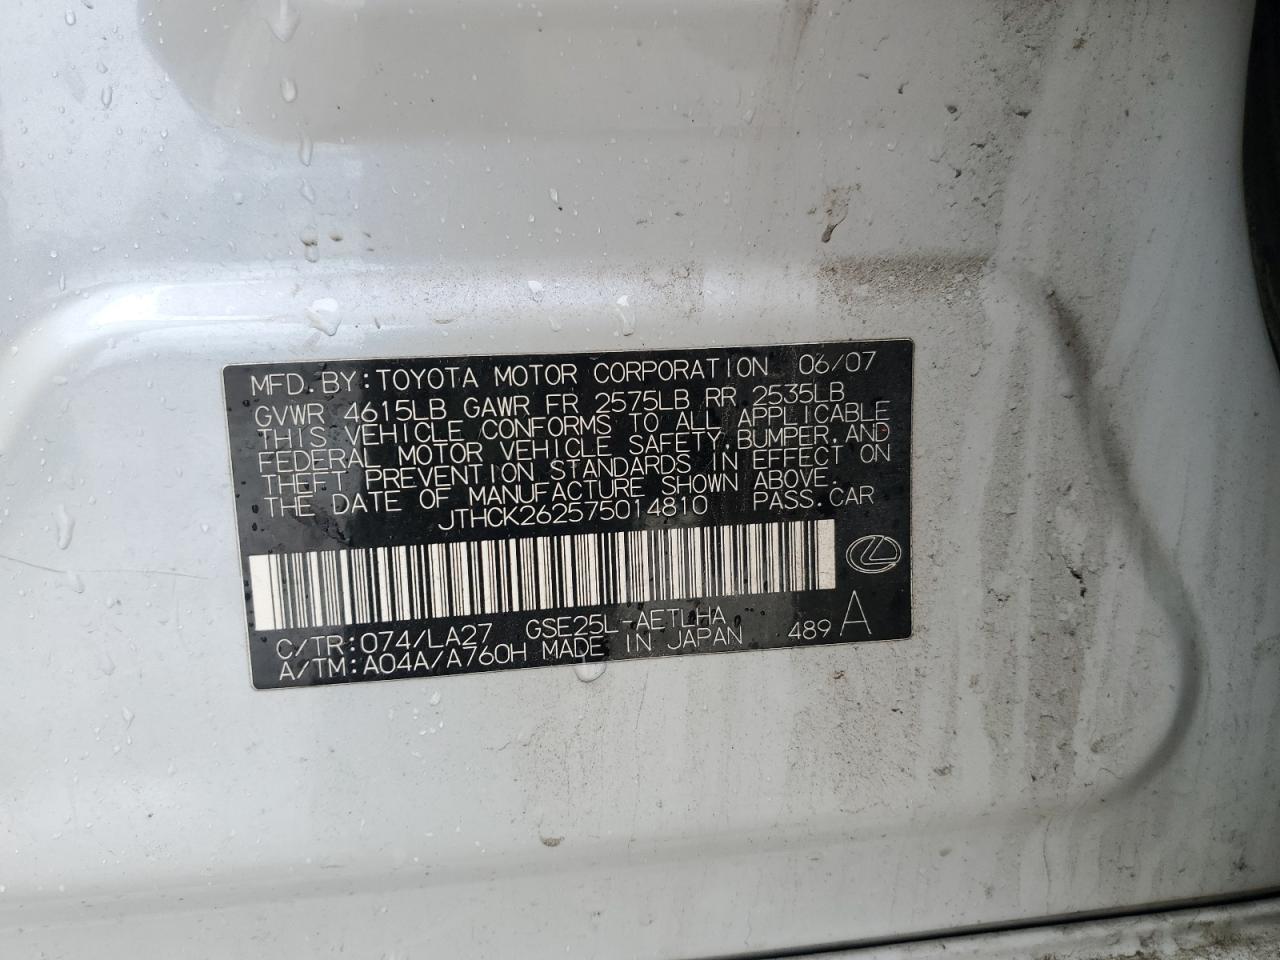 MFD. BY: TOYOTA MOTOR CORPORATION 06/07
GVWR 4615LB GAWR FR 2575LB RR 2535LB
THIS VEHICLE CONFORMS TO ALL APPLICABLE
FEDERAL MOTOR VEHICLE SAFETY, BUMPER, AND
THEFT PREVENTION STANDARDS IN EFFECT ON
THE DATE OF MANUFACTURE SHOWN ABOVE.
JTHCK262575014810 PASS. CAR
C/TR: 074/LA27 GSE25L-AETLHA 489 A
A/TM: A04A/A760H MADE IN JAPAN